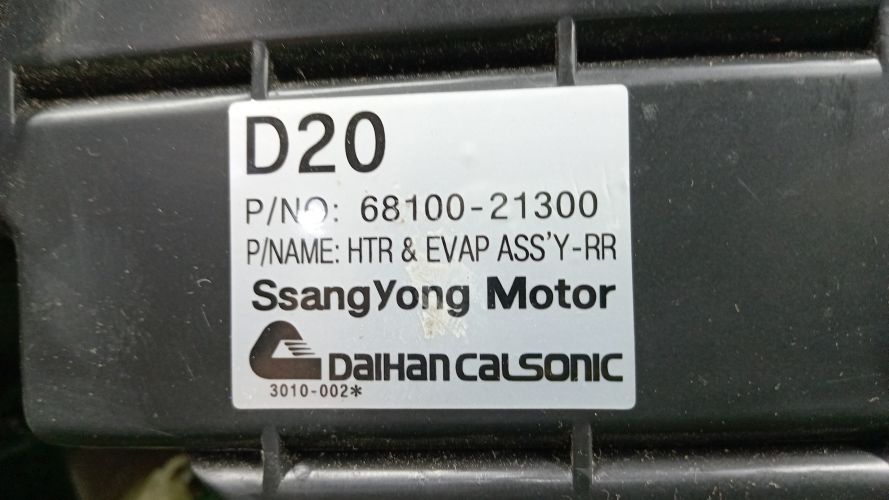 D20
P/NO: 68100-21300
P/NAME: HTR & EVAP ASS'Y-RR
SsangYong Motor
DAIHAN CALSONIC
3010-002*